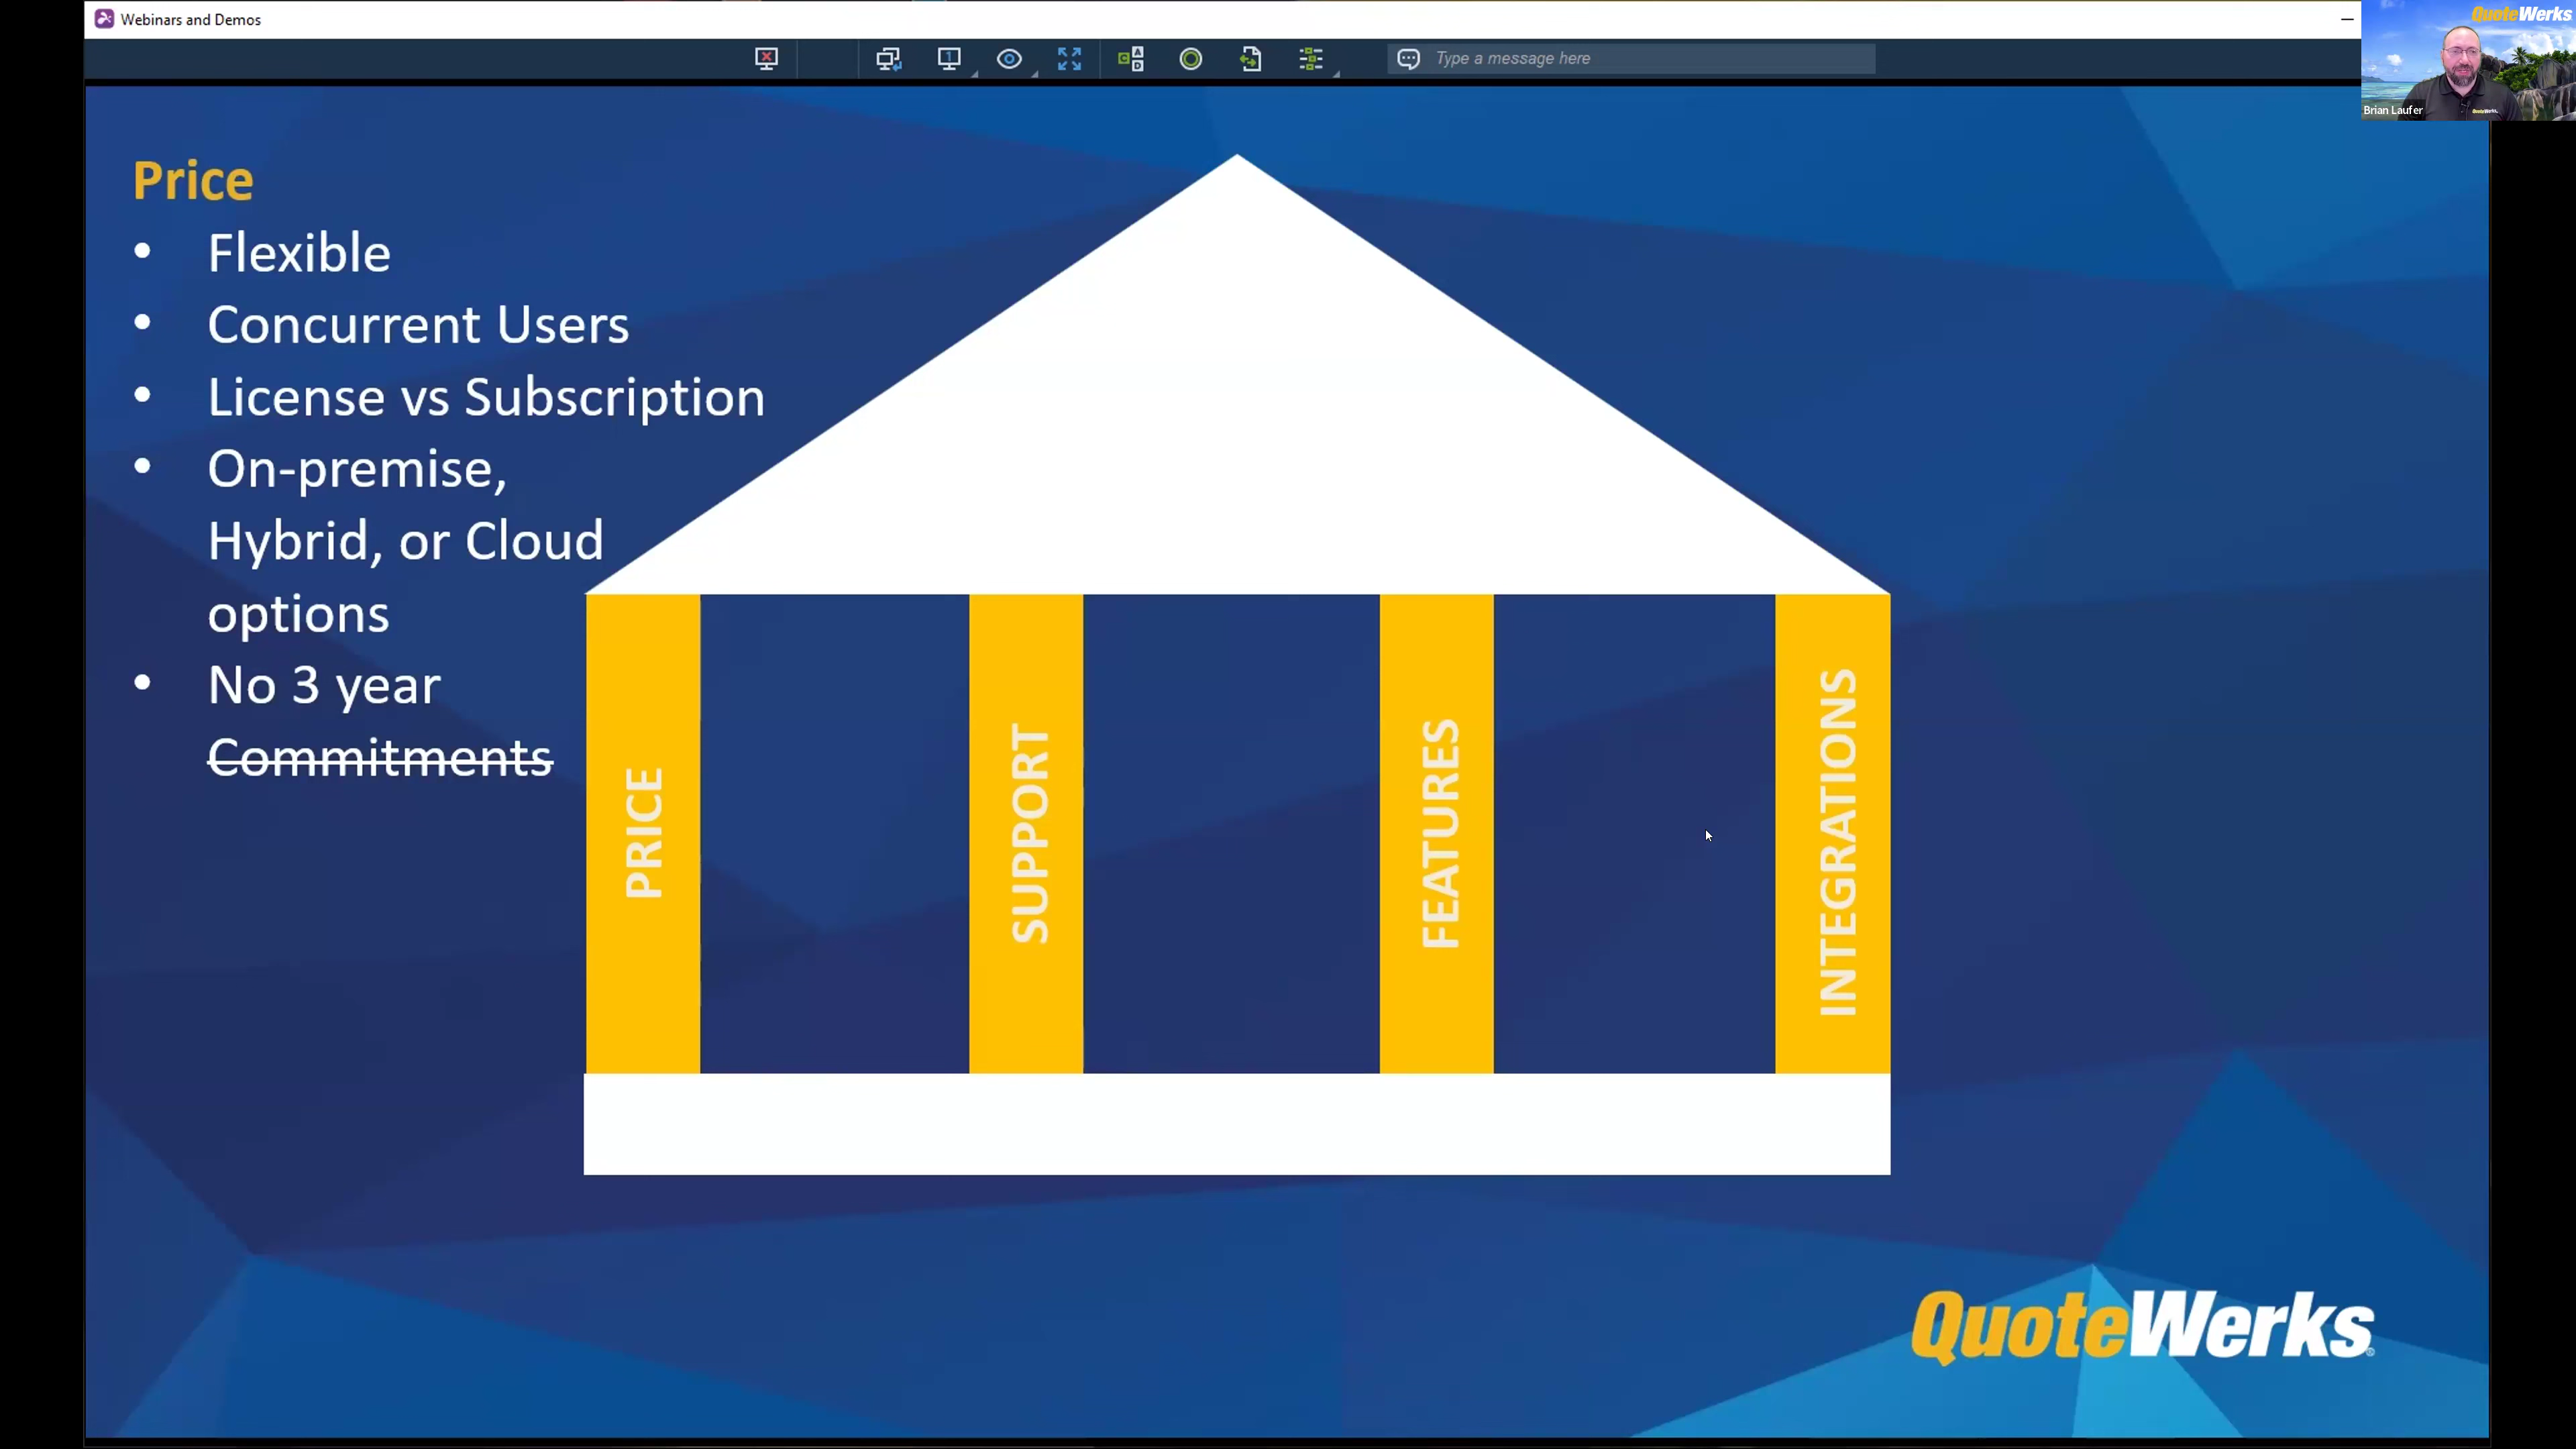 Webinars and Demos
Type a message here
QuoteWerks
Brian Laufer
QuoteWerks
Price
• Flexible
• Concurrent Users
• License vs Subscription
• On-premise,
Hybrid, or Cloud
options
• No 3 year
Commitments
PRICE
SUPPORT
FEATURES
INTEGRATIONS
QuoteWerks®